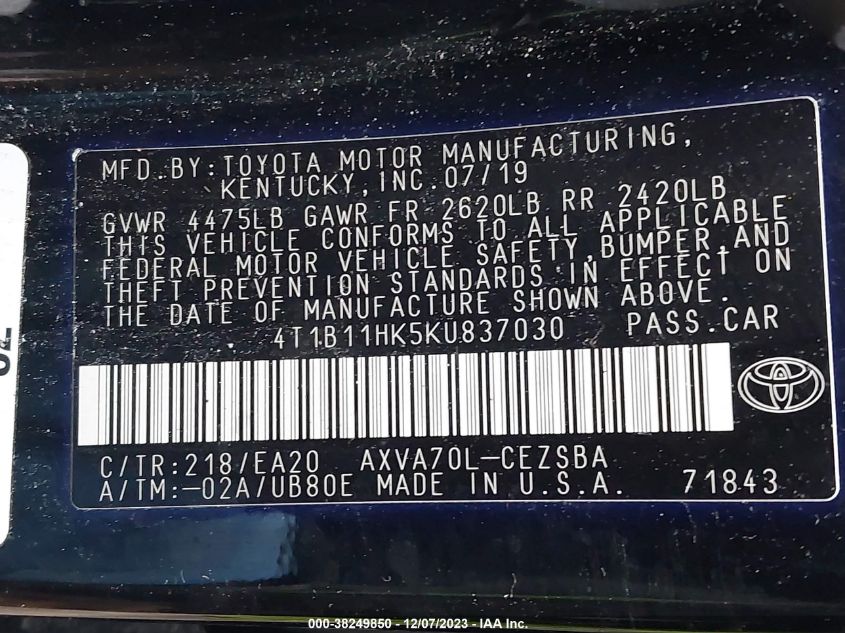 MFD. BY: TOYOTA MOTOR MANUFACTURING,
KENTUCKY, INC. 07/19
GVWR 4475LB GAWR FR 2620LB RR 2420LB
THIS VEHICLE CONFORMS TO ALL APPLICABLE
FEDERAL MOTOR VEHICLE SAFETY, BUMPER, AND
THEFT PREVENTION STANDARDS IN EFFECT ON
THE DATE OF MANUFACTURE SHOWN ABOVE.
4T1B11HK5KU837030 PASS. CAR
C/TR: 218/EA20 AXVA70L-CEZSBA
A/TM: -02A/UB80E MADE IN U.S.A. 71843
000-38249850 - 12/07/2023 - IAA Inc.